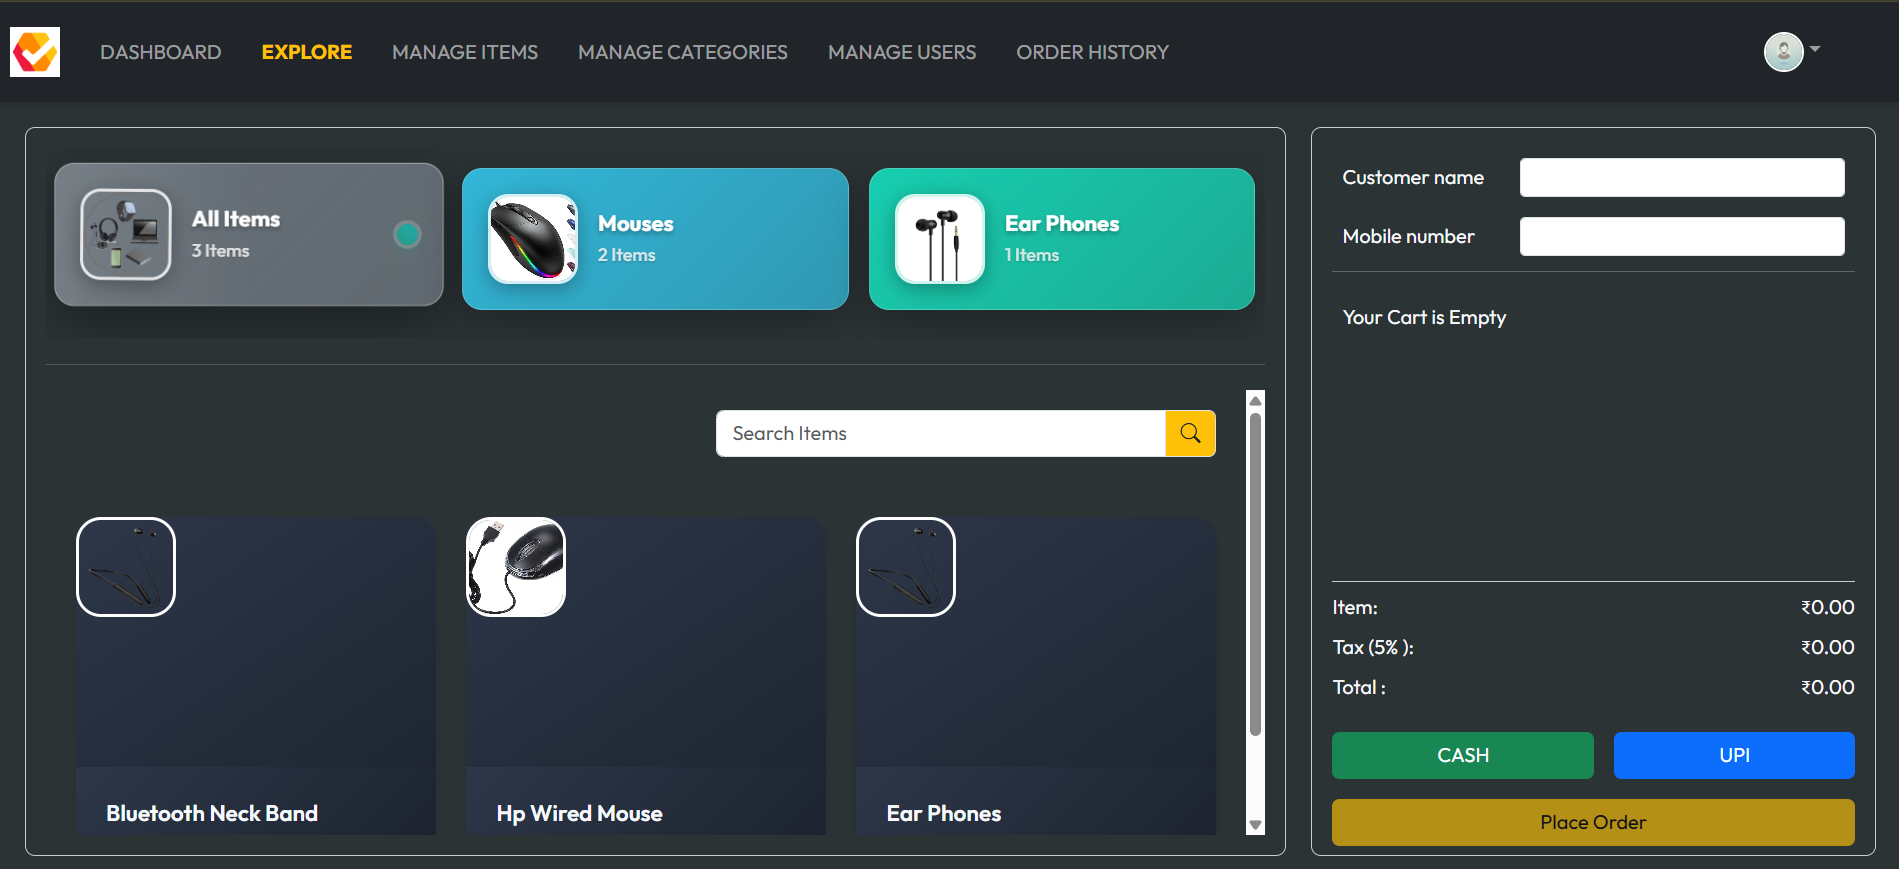 DASHBOARD EXPLORE MANAGE ITEMS MANAGE CATEGORIES MANAGE USERS ORDER HISTORY
All Items
3 Items
Mouses
2 Items
Ear Phones
1 Items
Search Items
Bluetooth Neck Band
Hp Wired Mouse
Ear Phones
Customer name
Mobile number
Your Cart is Empty
Item: ₹0.00
Tax (5% ): ₹0.00
Total : ₹0.00
CASH
UPI
Place Order